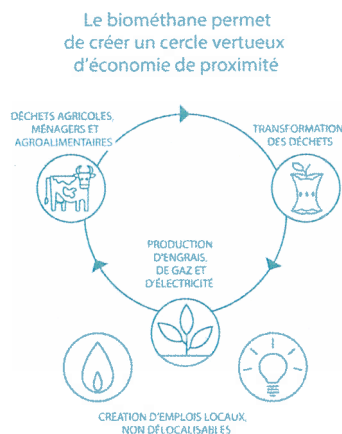 Le biométhane permet
de créer un cercle vertueux
d'économie de proximité
DÉCHETS AGRICOLES,
MÉNAGERS ET
AGROALIMENTAIRES
TRANSFORMATION
DES DÉCHETS
PRODUCTION
D'ENGRAIS,
DE GAZ ET
D'ÉLECTRICITÉ
CRÉATION D'EMPLOIS LOCAUX,
NON DÉLOCALISABLES